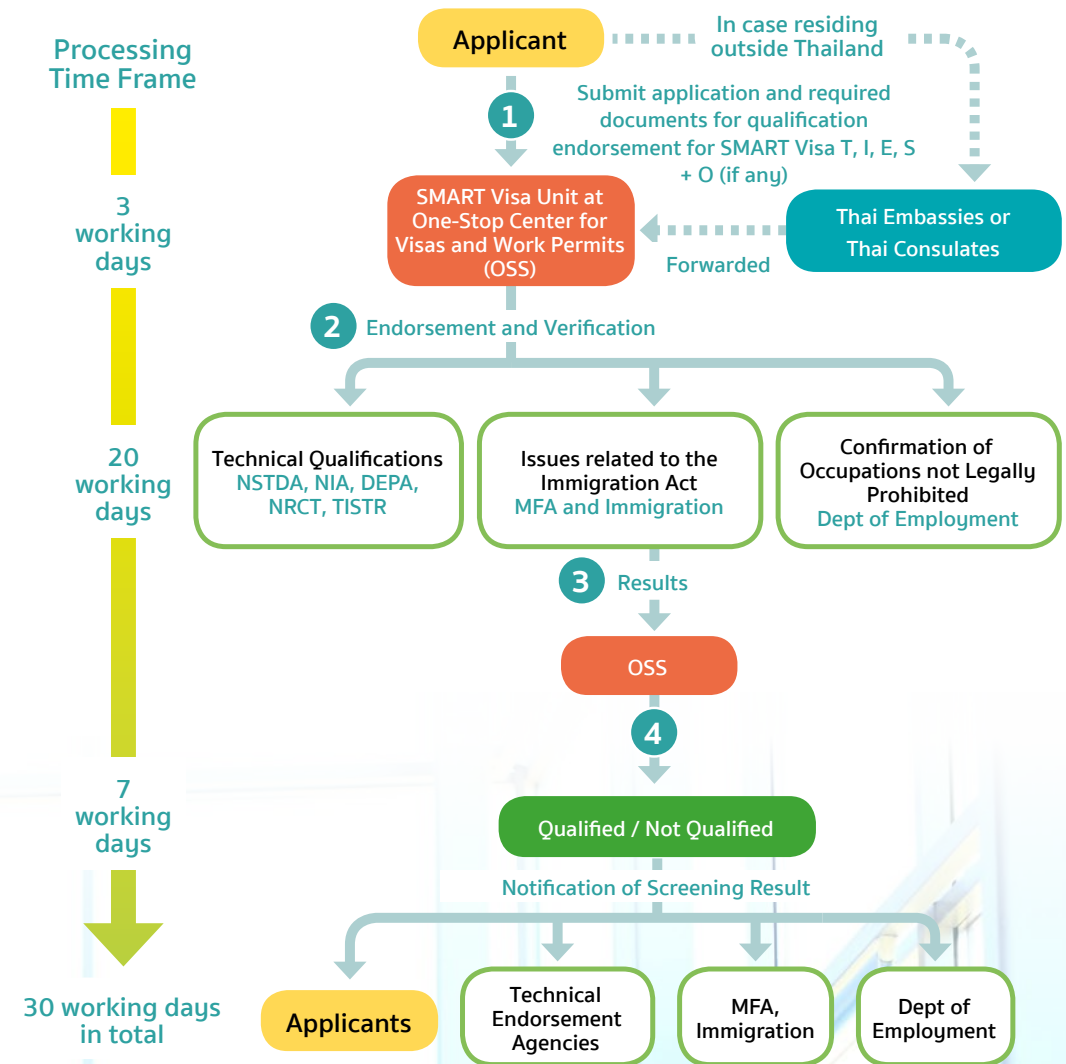 Processing
Time Frame
Applicant
In case residing
outside Thailand
1
Submit application and required
documents for qualification
endorsement for SMART Visa T, I, E, S
+ O (if any)
3
working
days
SMART Visa Unit at
One-Stop Center for
Visas and Work Permits
(OSS)
Forwarded
Thai Embassies or
Thai Consulates
2
Endorsement and Verification
20
working
days
Technical Qualifications
NSTDA, NIA, DEPA,
NRCT, TISTR
Issues related to the
Immigration Act
MFA and Immigration
Confirmation of
Occupations not Legally
Prohibited
Dept of Employment
3
Results
OSS
4
7
working
days
Qualified / Not Qualified
Notification of Screening Result
30 working days
in total
Applicants
Technical
Endorsement
Agencies
MFA,
Immigration
Dept of
Employment